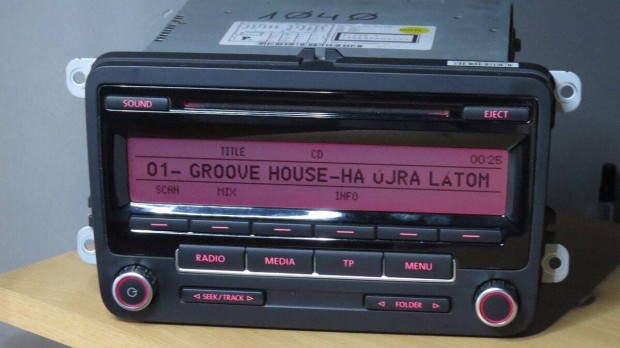 1040
SOUND
EJECT
TITLE CD 00:25
01- GROOVE HOUSE-HA ÚJRA LÁTOM
SCAN MIX INFO
RADIO MEDIA TP MENU
SEEK/TRACK FOLDER